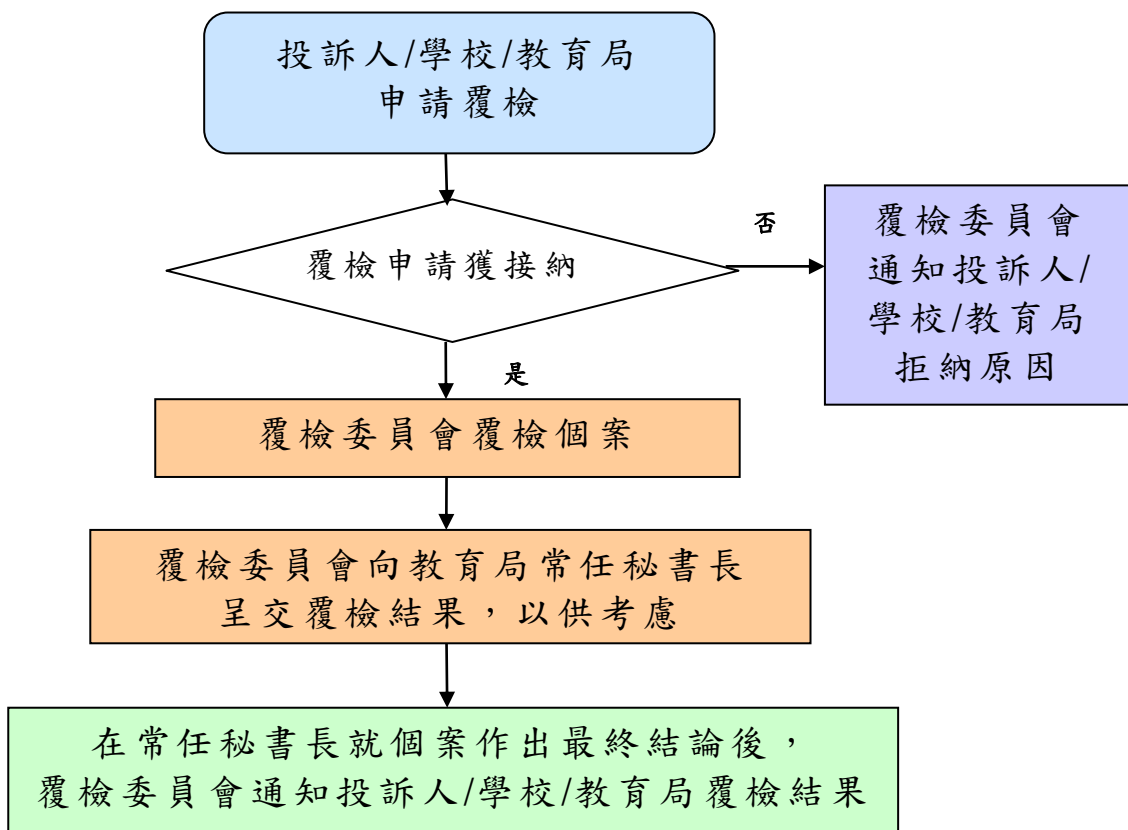 投訴人/學校/教育局
申請覆檢
覆檢申請獲接納
否
覆檢委員會
通知投訴人/
學校/教育局
拒納原因
是
覆檢委員會覆檢個案
覆檢委員會向教育局常任秘書長
呈交覆檢結果，以供考慮
在常任秘書長就個案作出最終結論後，
覆檢委員會通知投訴人/學校/教育局覆檢結果